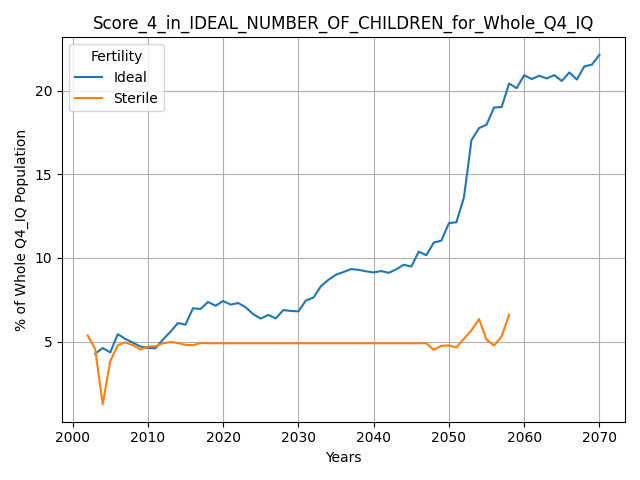 Score_4_in_IDEAL_NUMBER_OF_CHILDREN_for_Whole_Q4_IQ
Fertility
Ideal
Sterile
% of Whole Q4_IQ Population
20
15
10
5
2000 2010 2020 2030 2040 2050 2060 2070
Years